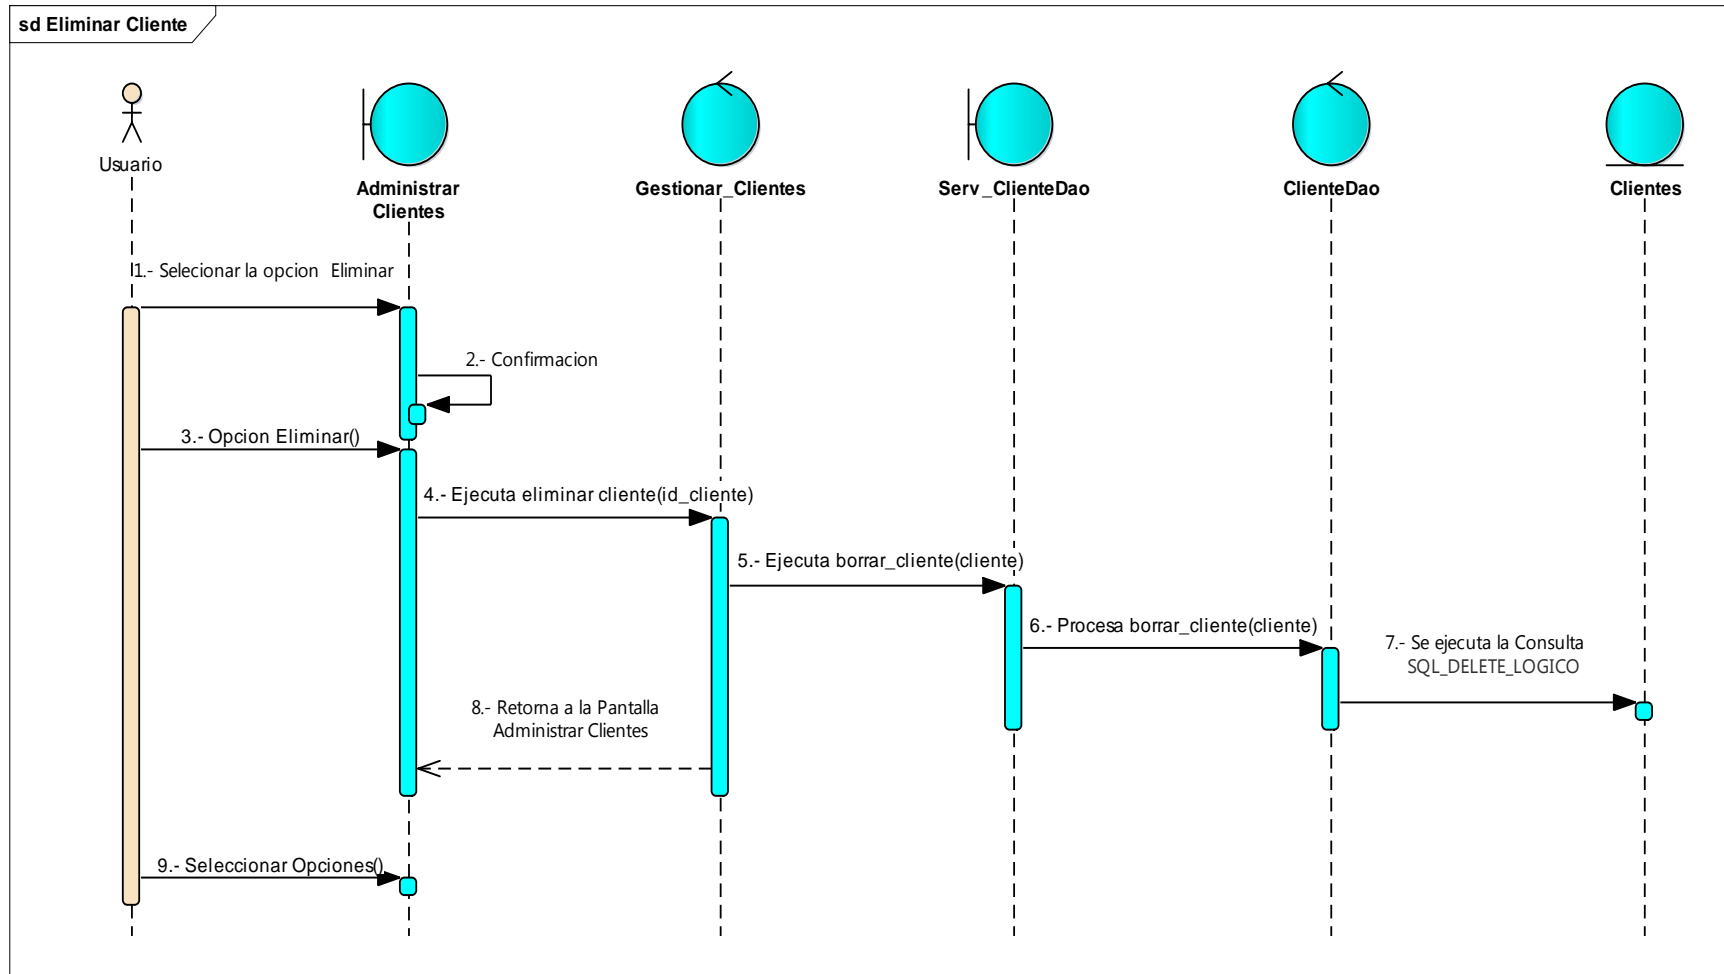 sd Eliminar Cliente
Usuario
Administrar
Clientes
Gestionar_Clientes
Serv_ClienteDao
ClienteDao
Clientes
1.- Selecionar la opcion Eliminar
2.- Confirmacion
3.- Opcion Eliminar()
4.- Ejecuta eliminar cliente(id_cliente)
5.- Ejecuta borrar_cliente(cliente)
6.- Procesa borrar_cliente(cliente)
7.- Se ejecuta la Consulta
SQL_DELETE_LOGICO
8.- Retorna a la Pantalla
Administrar Clientes
9.- Seleccionar Opciones()